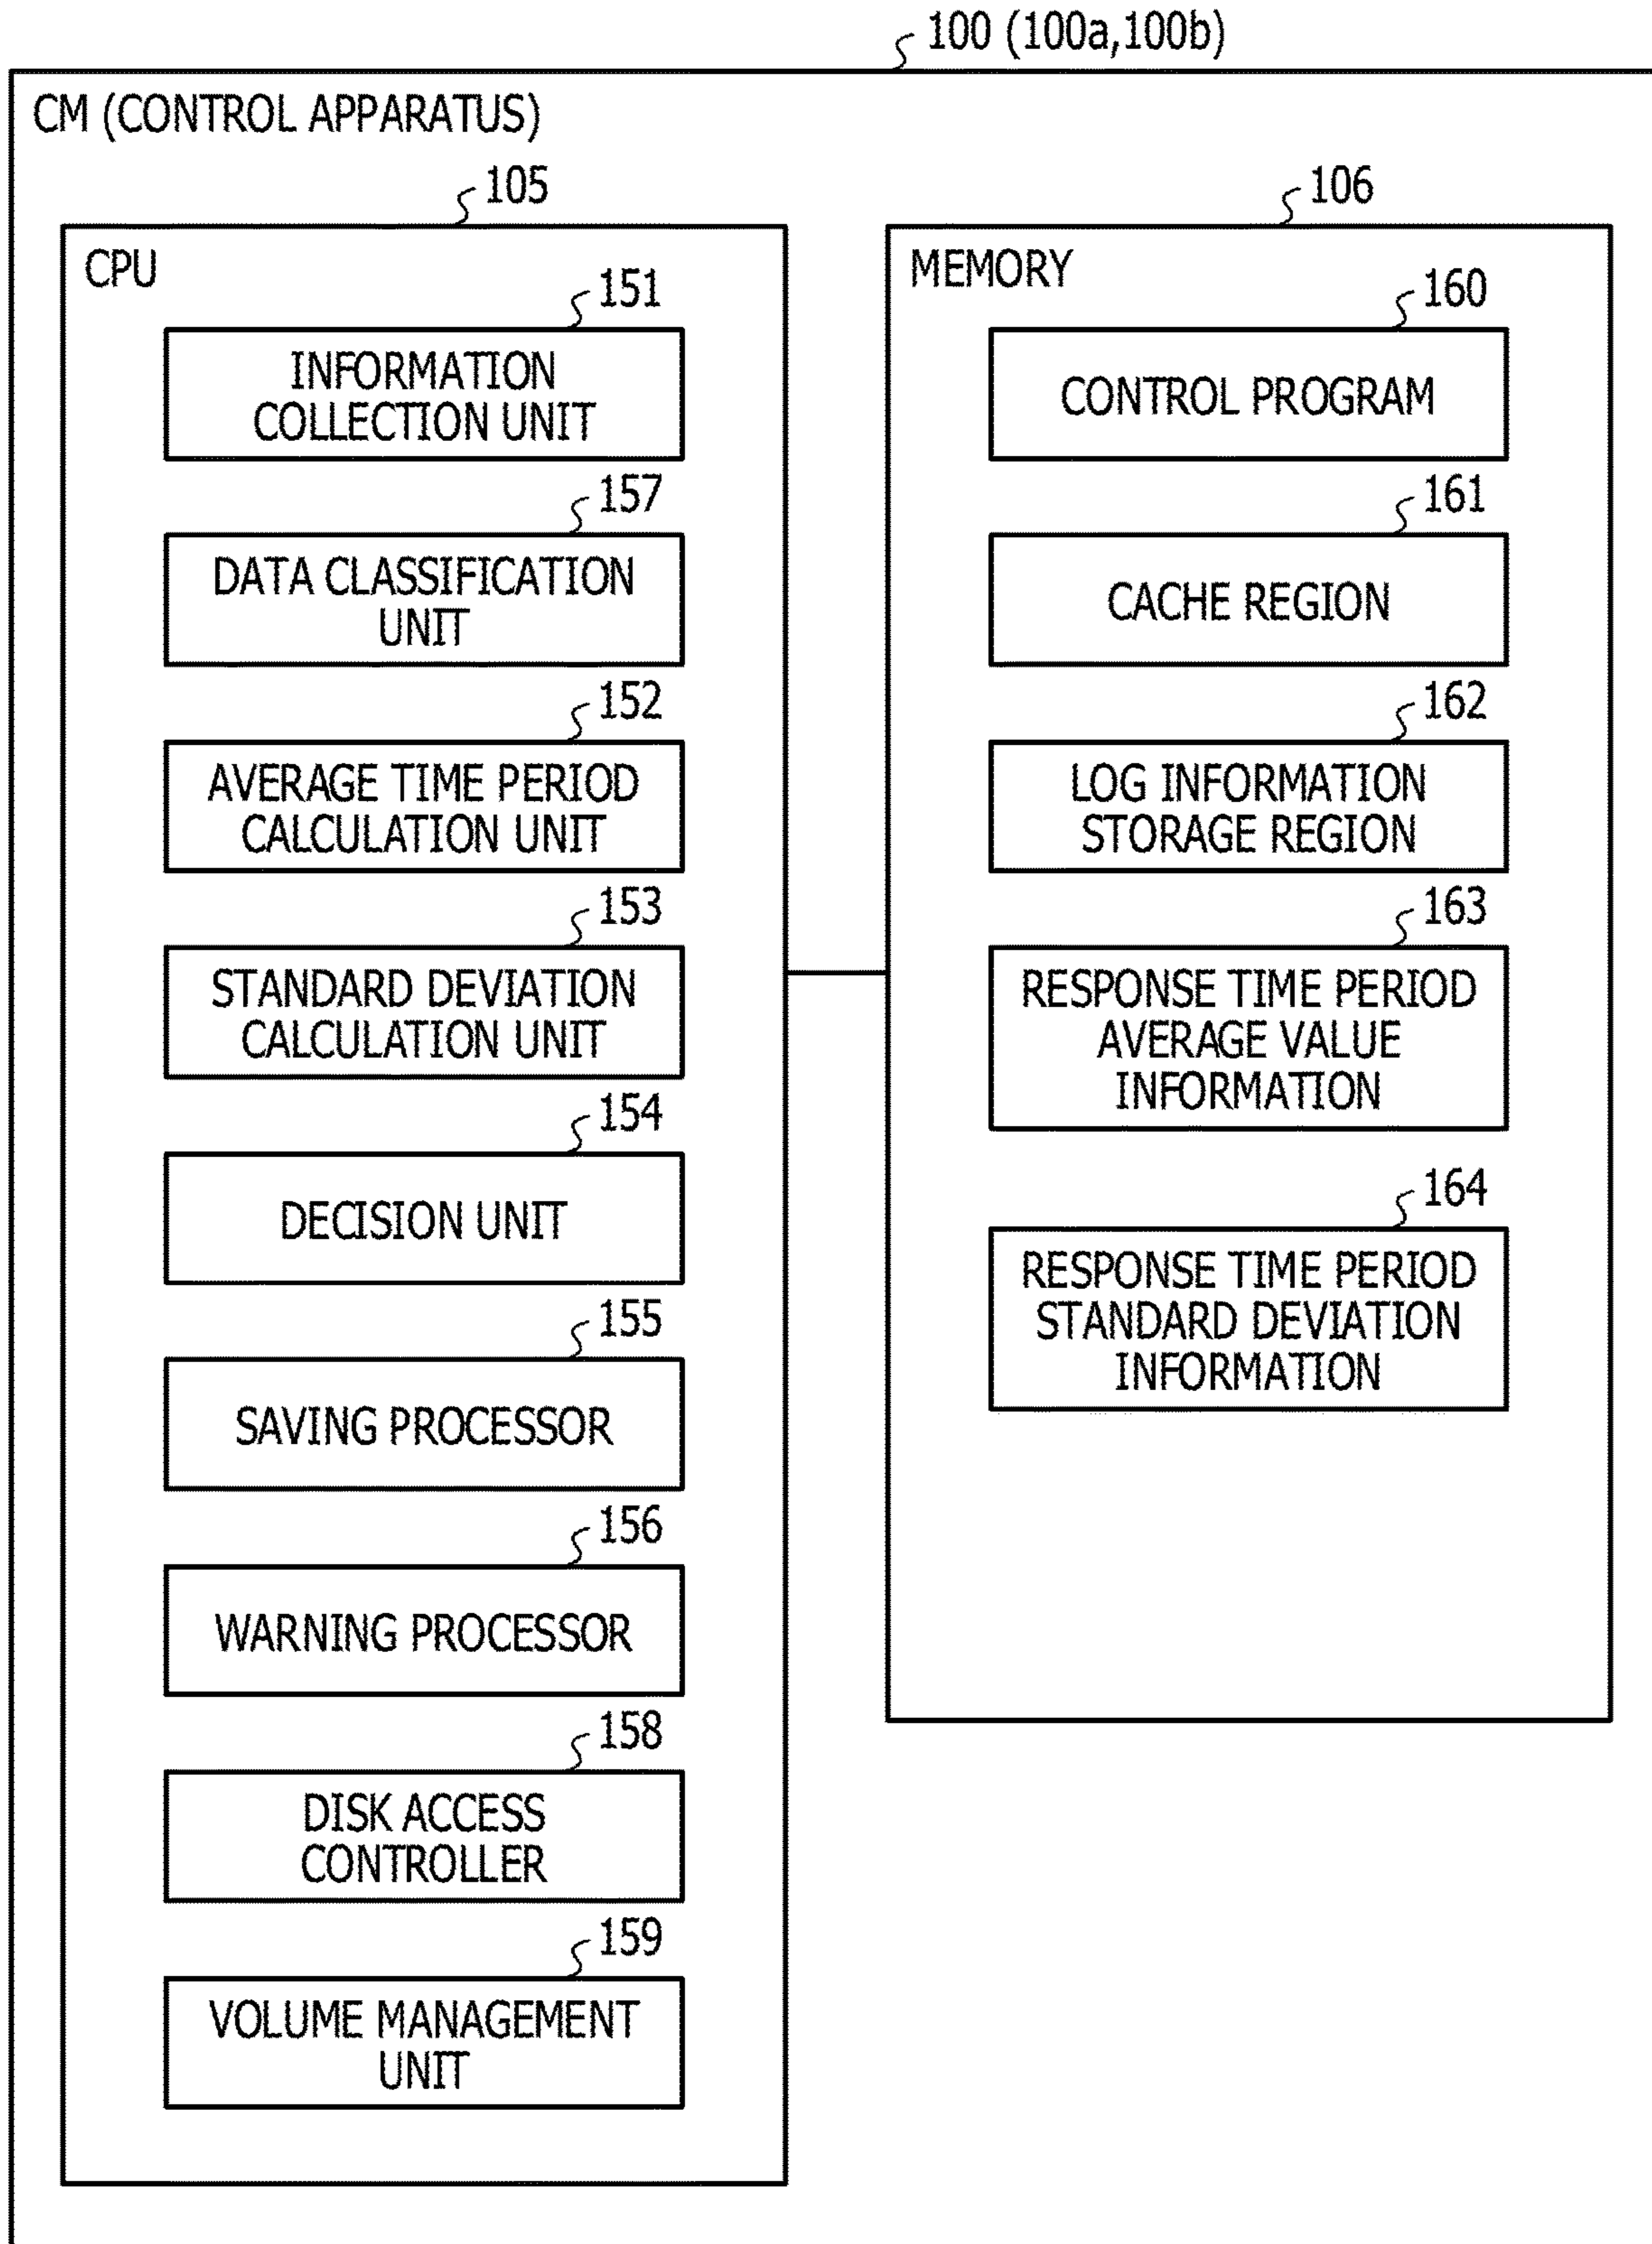 100 (100a,100b)
CM (CONTROL APPARATUS)
105
CPU
151
INFORMATION
COLLECTION UNIT
157
DATA CLASSIFICATION
UNIT
152
AVERAGE TIME PERIOD
CALCULATION UNIT
153
STANDARD DEVIATION
CALCULATION UNIT
154
DECISION UNIT
155
SAVING PROCESSOR
156
WARNING PROCESSOR
158
DISK ACCESS
CONTROLLER
159
VOLUME MANAGEMENT
UNIT
106
MEMORY
160
CONTROL PROGRAM
161
CACHE REGION
162
LOG INFORMATION
STORAGE REGION
163
RESPONSE TIME PERIOD
AVERAGE VALUE
INFORMATION
164
RESPONSE TIME PERIOD
STANDARD DEVIATION
INFORMATION